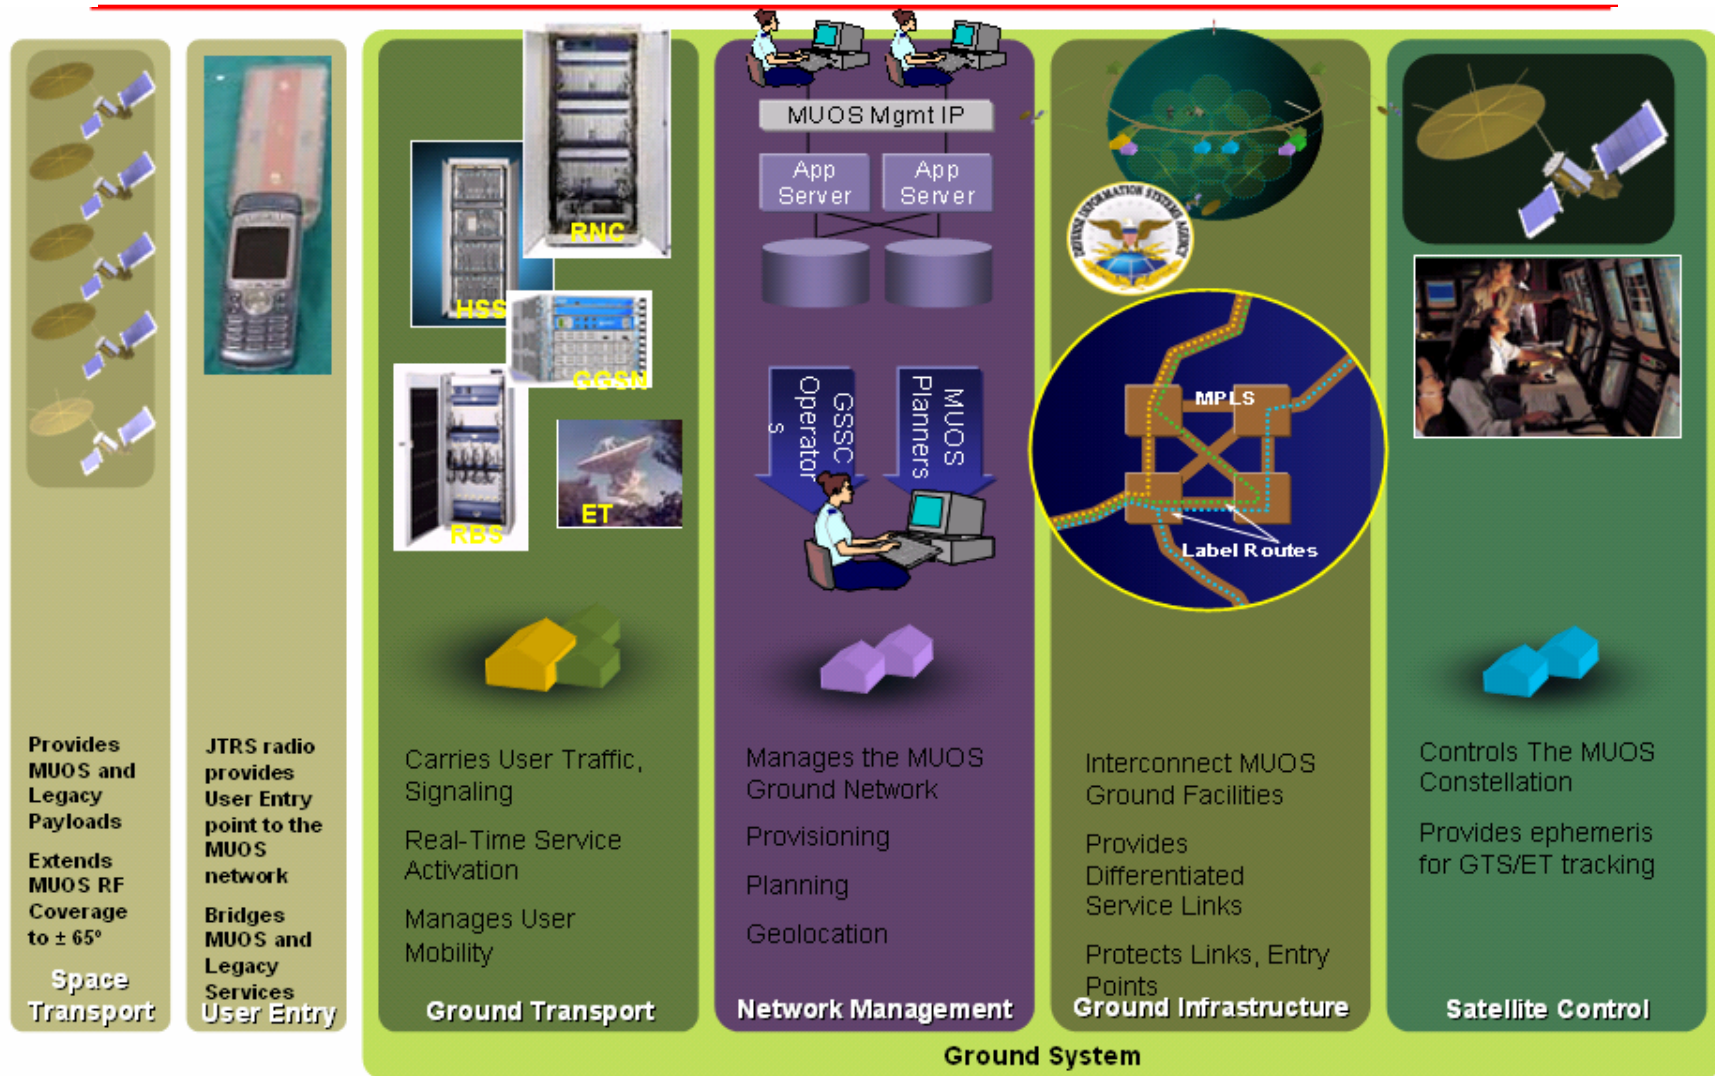 Provides
MUOS and
Legacy
Payloads
Extends
MUOS RF
Coverage
to ± 65º
Space
Transport
JTRS radio
provides
User Entry
point to the
MUOS
network
Bridges
MUOS and
Legacy
Services
User Entry
RNC
HSS
GGSN
RBS
ET
Carries User Traffic,
Signaling
Real-Time Service
Activation
Manages User
Mobility
Ground Transport
MUOS Mgmt IP
App
Server
App
Server
GSSC
Operator
s
MUOS
Planners
Manages the MUOS
Ground Network
Provisioning
Planning
Geolocation
Network Management
DEFENSE INFORMATION SYSTEMS AGENCY
MPLS
Label Routes
Interconnect MUOS
Ground Facilities
Provides
Differentiated
Service Links
Protects Links, Entry
Points
Ground Infrastructure
Controls The MUOS
Constellation
Provides ephemeris
for GTS/ET tracking
Satellite Control
Ground System